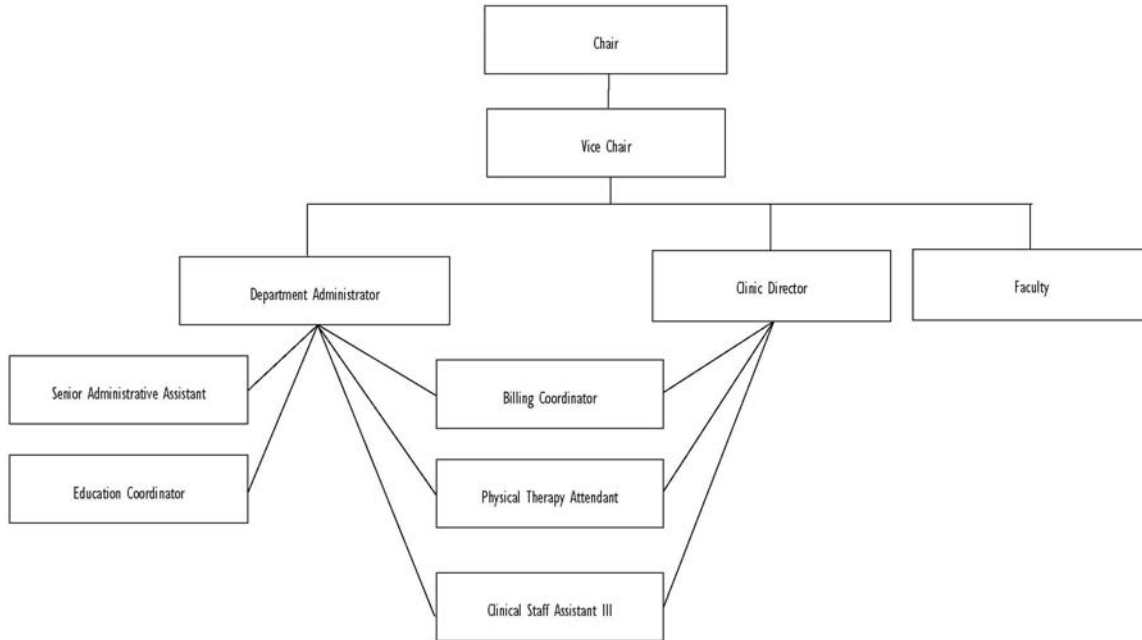 Chair
Vice Chair
Department Administrator
Clinic Director
Faculty
Senior Administrative Assistant
Billing Coordinator
Education Coordinator
Physical Therapy Attendant
Clinical Staff Assistant III